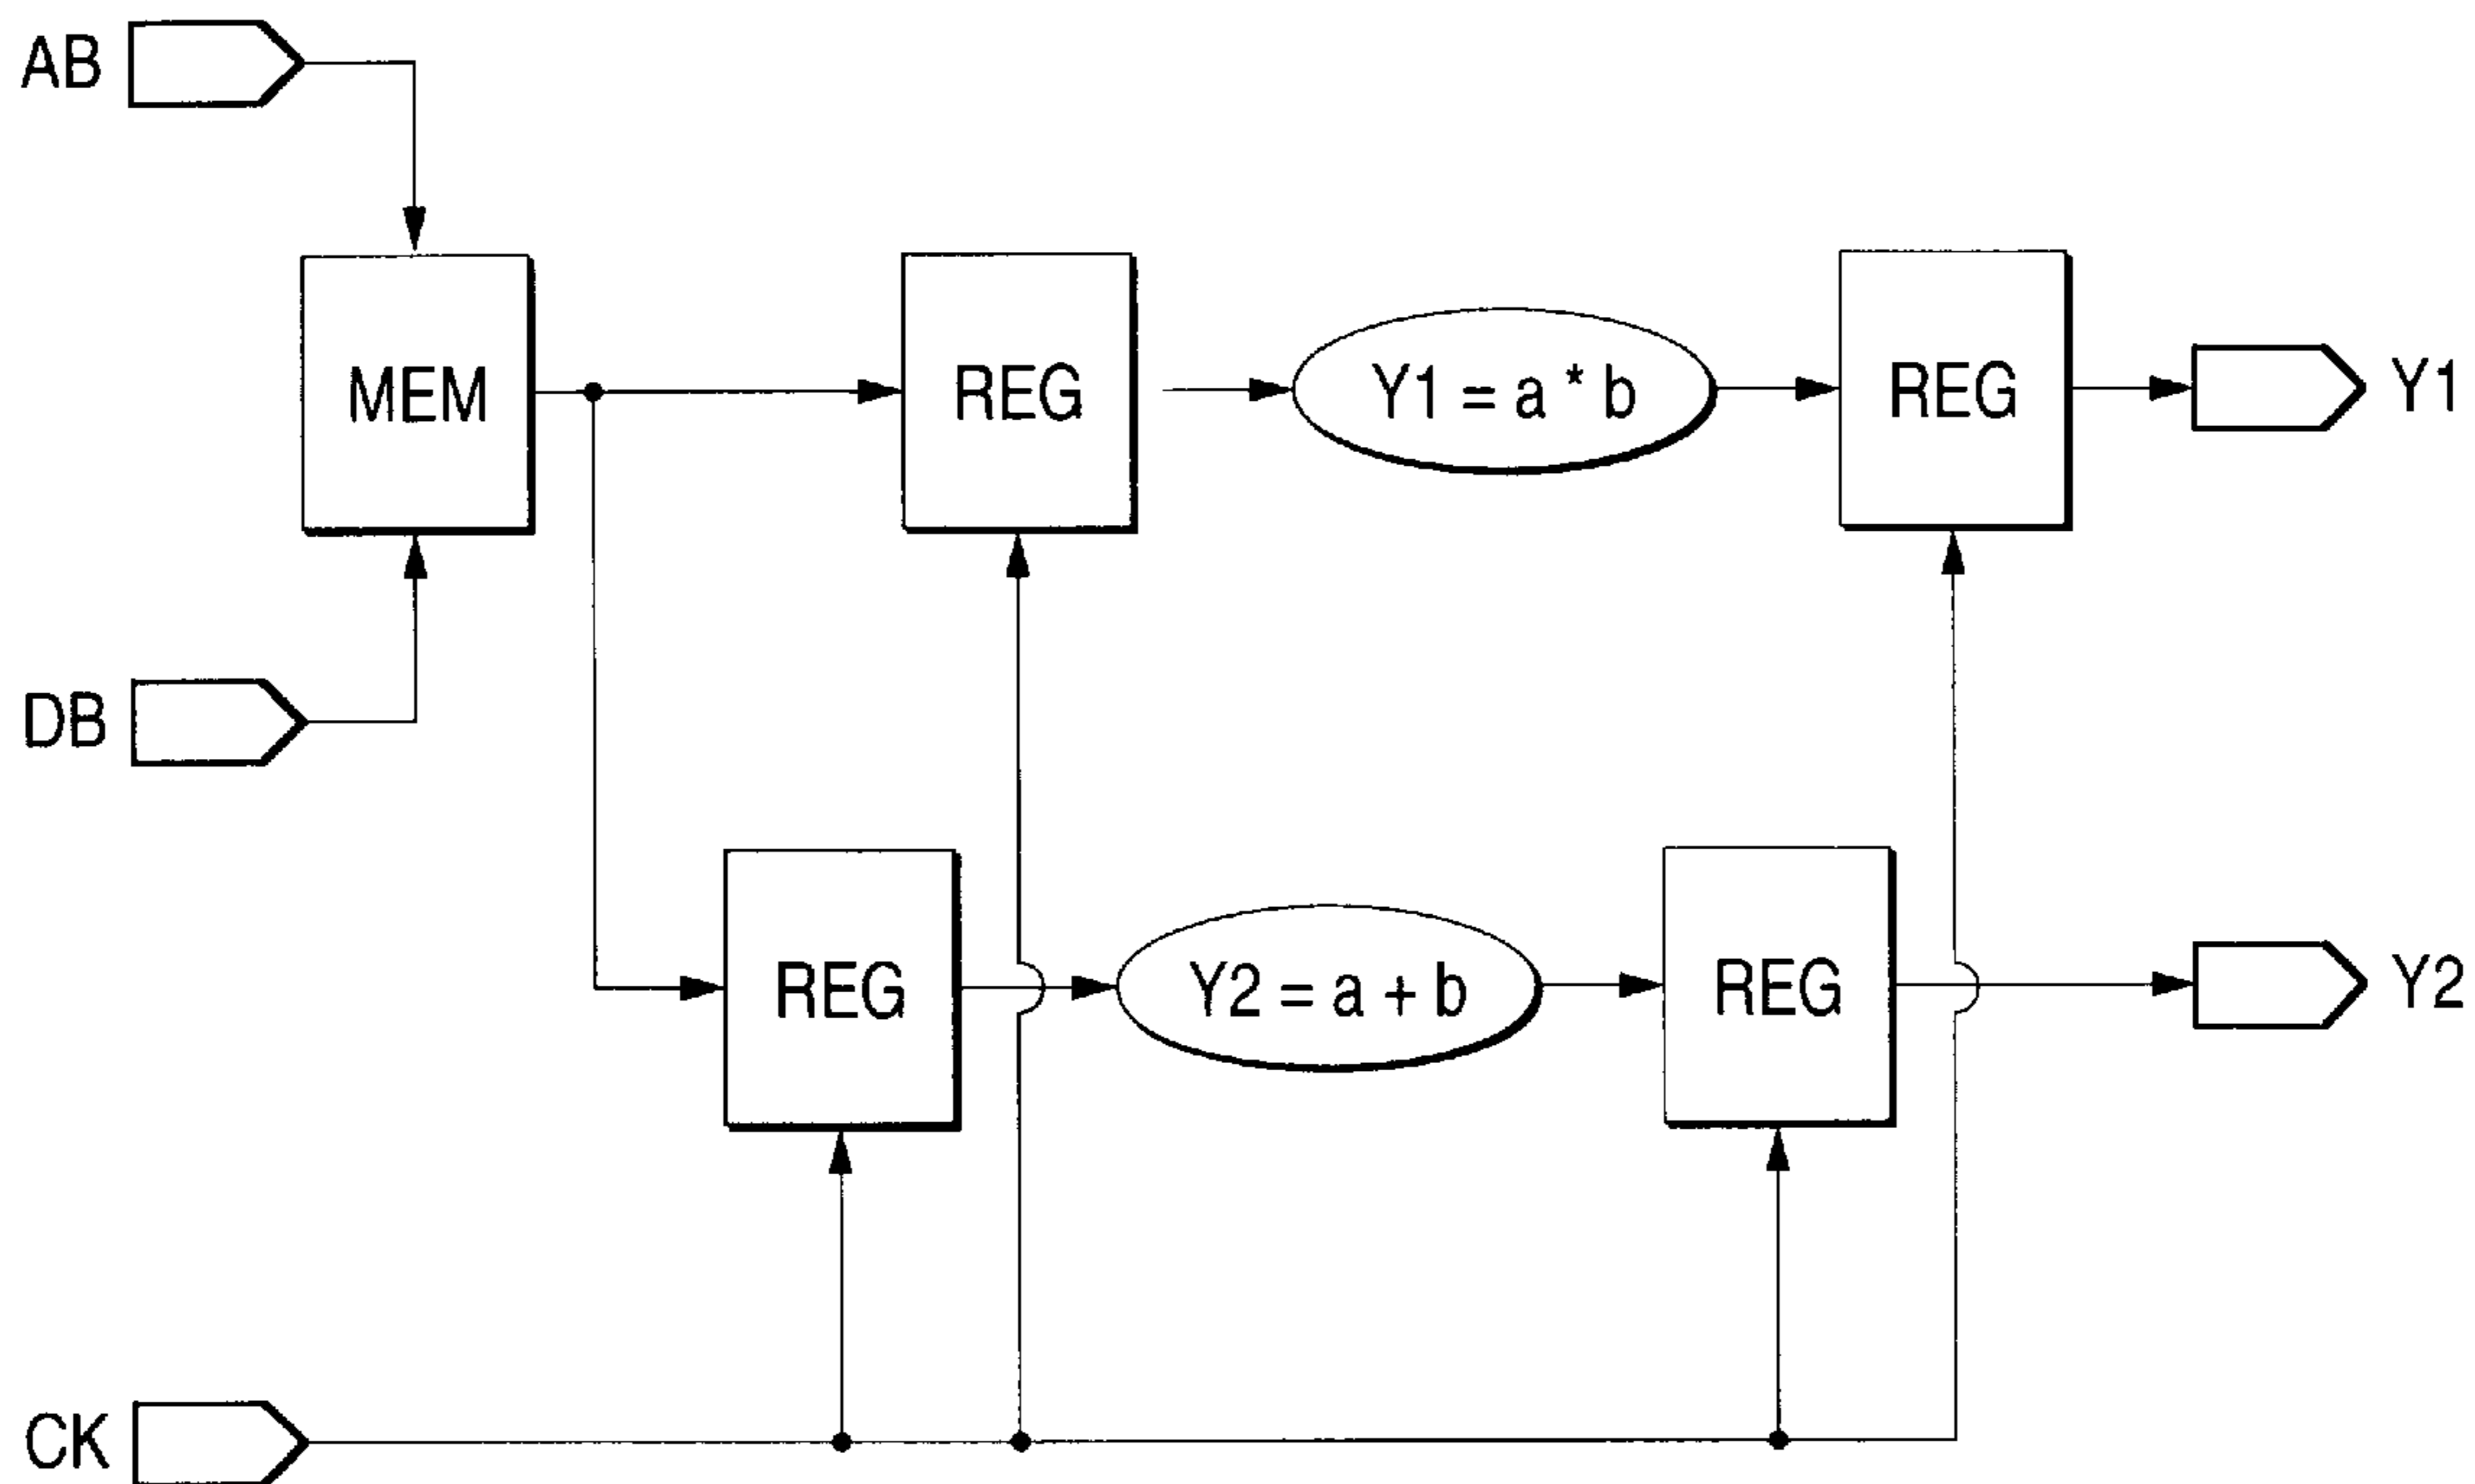 AB
MEM
REG
Y1 = a * b
REG
Y1
DB
REG
Y2 = a + b
REG
Y2
CK